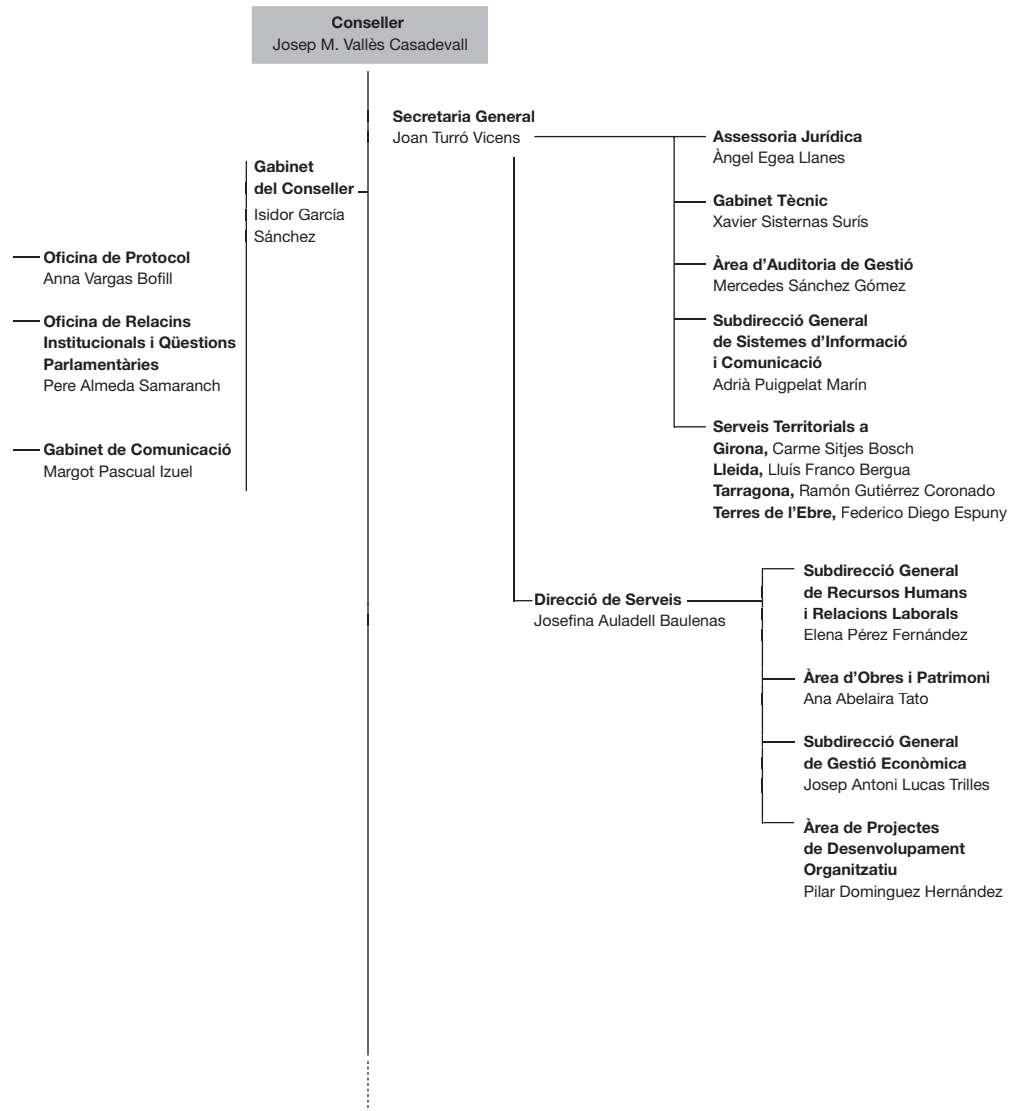 Conseller
Josep M. Vallès Casadevall
Secretaria General
Joan Turró Vicens
Assessoria Jurídica
Àngel Egea Llanes
Gabinet
del Conseller
Isidor García
Sánchez
Gabinet Tècnic
Xavier Sisternas Surís
Oficina de Protocol
Anna Vargas Bofill
Àrea d'Auditoria de Gestió
Mercedes Sánchez Gómez
Oficina de Relacins
Institucionals i Qüestions
Parlamentàries
Pere Almeda Samaranch
Subdirecció General
de Sistemes d'Informació
i Comunicació
Adrià Puigpelat Marín
Gabinet de Comunicació
Margot Pascual Izuel
Serveis Territorials a
Girona, Carme Sitjes Bosch
Lleida, Lluís Franco Bergua
Tarragona, Ramón Gutiérrez Coronado
Terres de l'Ebre, Federico Diego Espuny
Direcció de Serveis
Josefina Auladell Baulenas
Subdirecció General
de Recursos Humans
i Relacions Laborals
Elena Pérez Fernández
Àrea d'Obres i Patrimoni
Ana Abelaira Tato
Subdirecció General
de Gestió Econòmica
Josep Antoni Lucas Trilles
Àrea de Projectes
de Desenvolupament
Organitzatiu
Pilar Dominguez Hernández